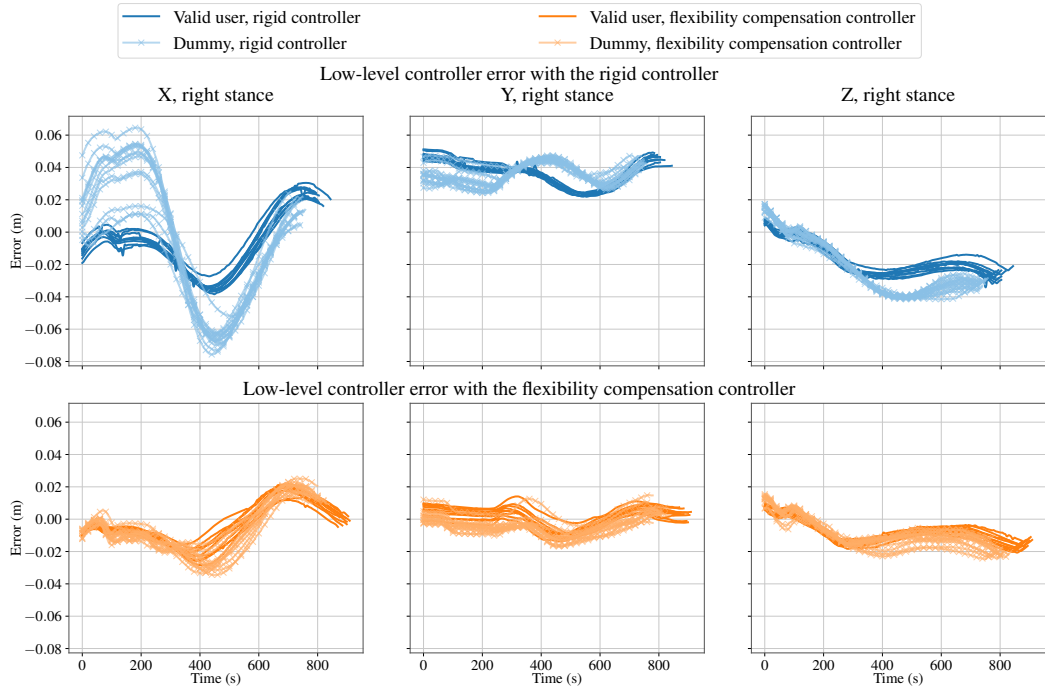 Valid user, rigid controller
Valid user, flexibility compensation controller
Dummy, rigid controller
Dummy, flexibility compensation controller
Low-level controller error with the rigid controller
X, right stance
Y, right stance
Z, right stance
0.06
0.04
0.02
0.00
−0.02
−0.04
−0.06
−0.08
Error (m)
Low-level controller error with the flexibility compensation controller
0.06
0.04
0.02
0.00
−0.02
−0.04
−0.06
−0.08
Error (m)
0 200 400 600 800
0 200 400 600 800
0 200 400 600 800
Time (s)
Time (s)
Time (s)